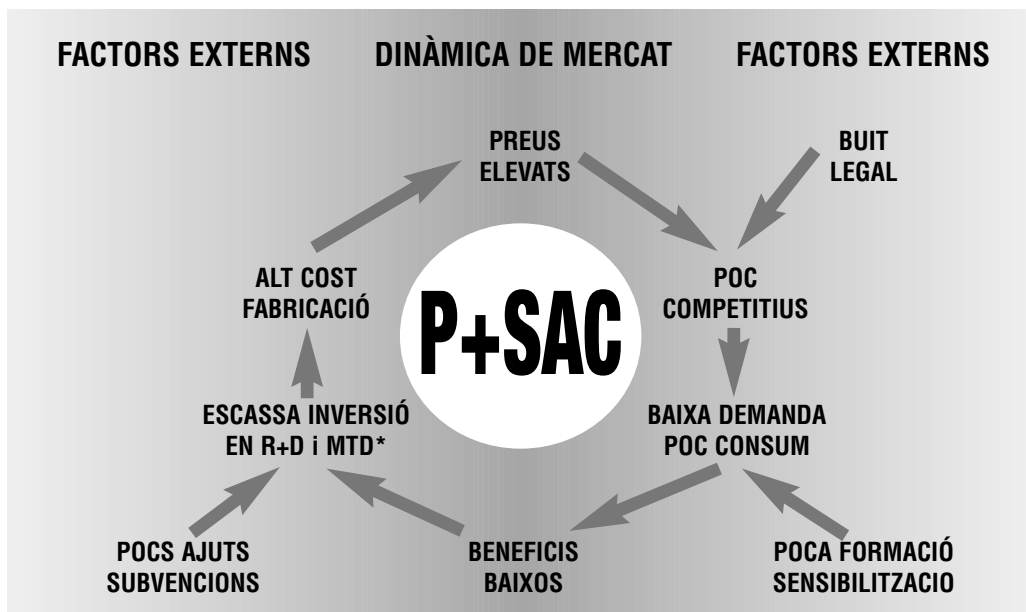 FACTORS EXTERNS
DINÀMICA DE MERCAT
FACTORS EXTERNS
PREUS
ELEVATS
BUIT
LEGAL
ALT COST
FABRICACIÓ
P+SAC
POC
COMPETITIUS
ESCASSA INVERSIÓ
EN R+D i MTD*
BAIXA DEMANDA
POC CONSUM
POCS AJUTS
SUBVENCIONS
BENEFICIS
BAIXOS
POCA FORMACIÓ
SENSIBILITZACIO